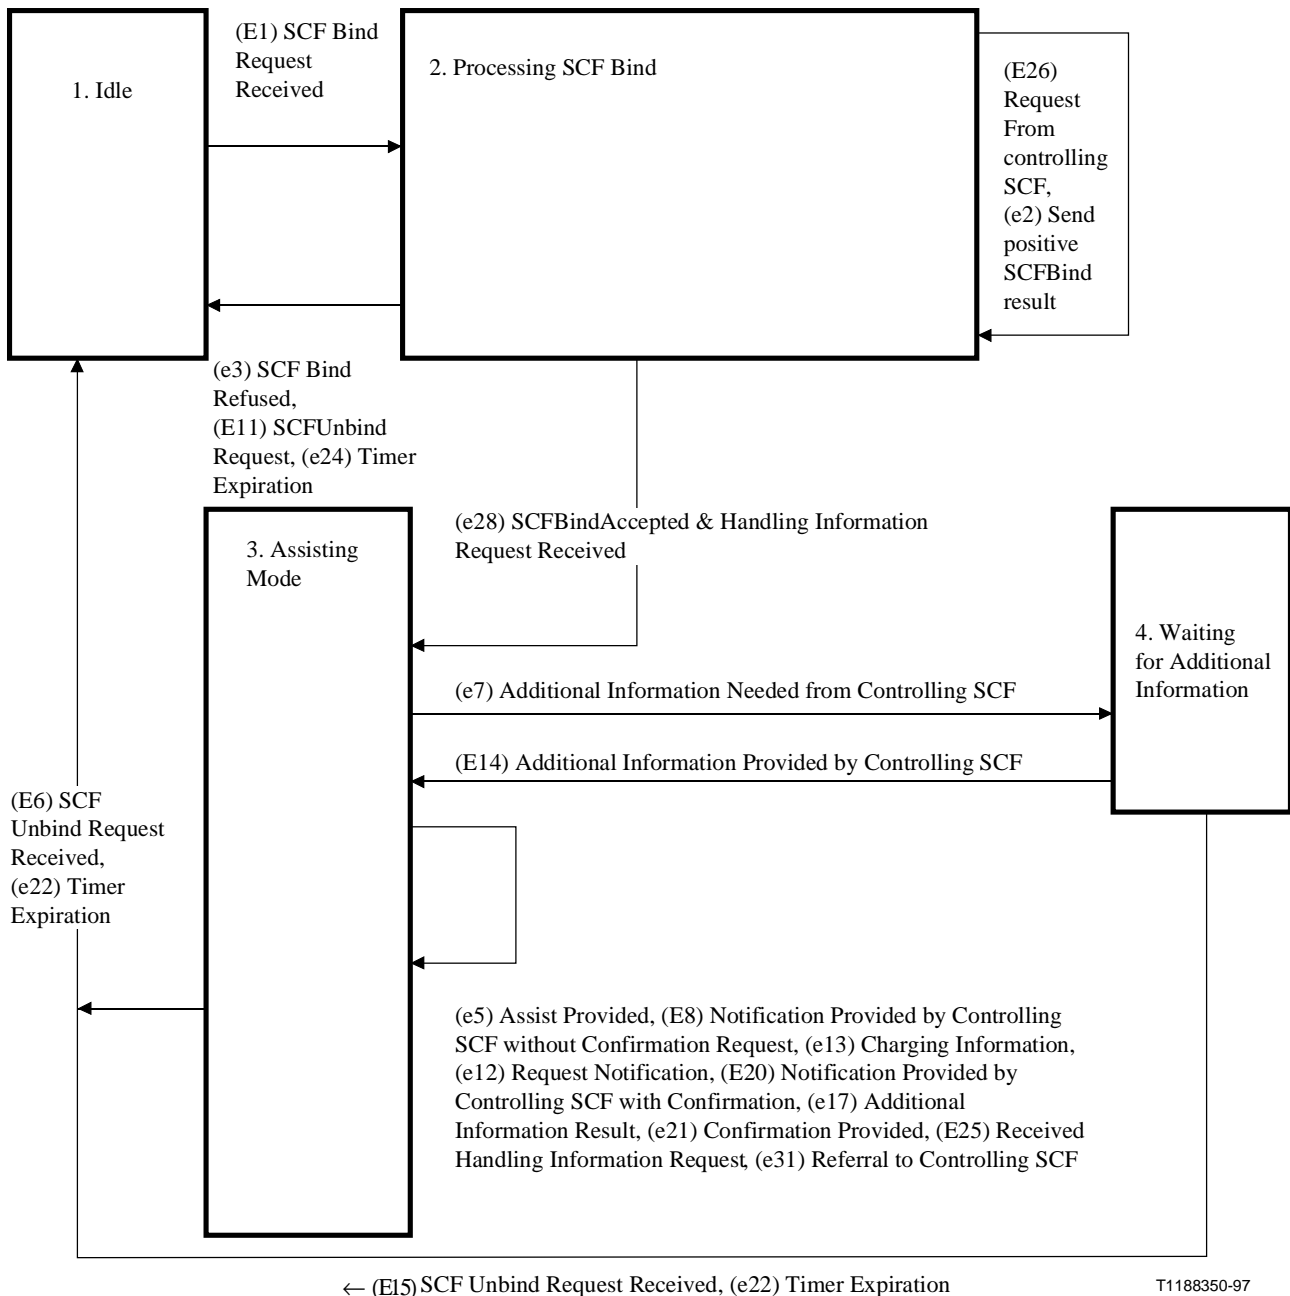 (E1) SCF Bind
Request
Received
1. Idle
2. Processing SCF Bind
(E26)
Request
From
controlling
SCF,
(e2) Send
positive
SCFBind
result
(e3) SCF Bind
Refused,
(E11) SCFUnbind
Request, (e24) Timer
Expiration
(e28) SCFBindAccepted & Handling Information
Request Received
3. Assisting
Mode
4. Waiting
for Additional
Information
(e7) Additional Information Needed from Controlling SCF
(E14) Additional Information Provided by Controlling SCF
(E6) SCF
Unbind Request
Received,
(e22) Timer
Expiration
(e5) Assist Provided, (E8) Notification Provided by Controlling
SCF without Confirmation Request, (e13) Charging Information,
(e12) Request Notification, (E20) Notification Provided by
Controlling SCF with Confirmation, (e17) Additional
Information Result, (e21) Confirmation Provided, (E25) Received
Handling Information Request, (e31) Referral to Controlling SCF
← (E15) SCF Unbind Request Received, (e22) Timer Expiration
T1188350-97